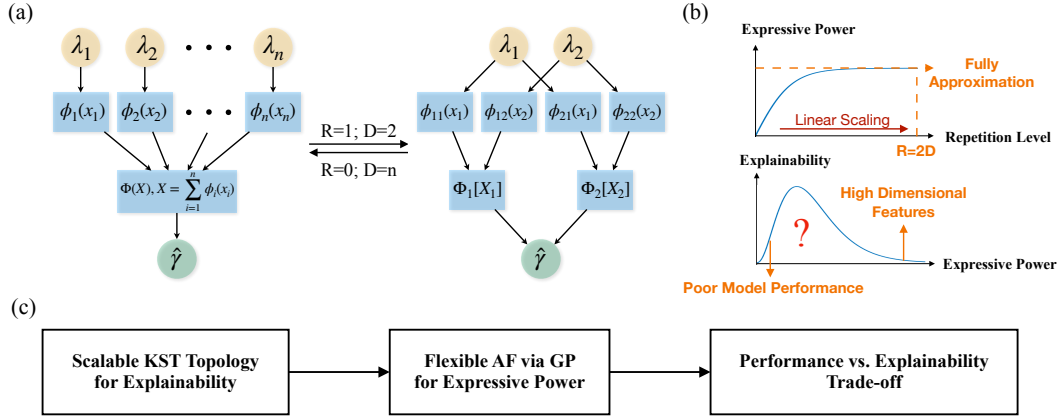 (a)
λ1 λ2 • • • λn
ϕ1(x1) ϕ2(x2) • • • ϕn(xn)
Φ(X), X = ∑_{i=1}^{n} ϕi(xi)
γ̂
R=1; D=2
R=0; D=n
λ1 λ2
ϕ11(x1) ϕ12(x2) ϕ21(x1) ϕ22(x2)
Φ1[X1] Φ2[X2]
γ̂
(b)
Expressive Power
Fully
Approximation
Linear Scaling
Repetition Level
R=2D
Explainability
High Dimensional
Features
?
Expressive Power
Poor Model Performance
(c)
Scalable KST Topology
for Explainability
Flexible AF via GP
for Expressive Power
Performance vs. Explainability
Trade-off